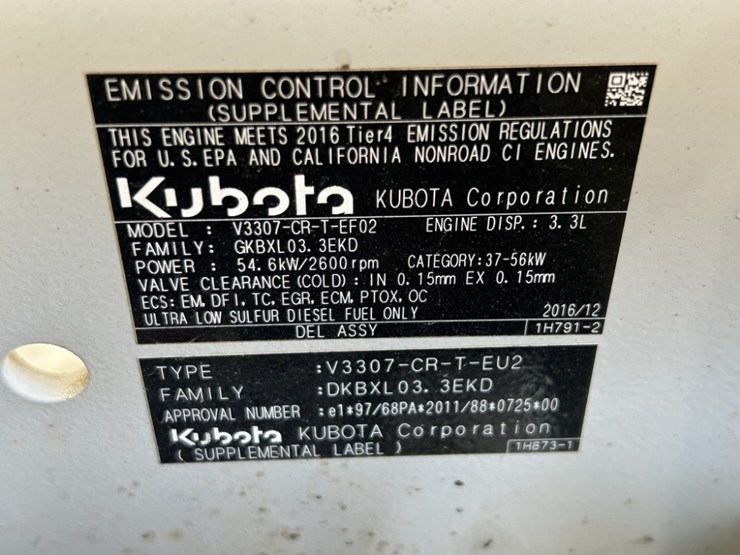 EMISSION CONTROL INFORMATION
(SUPPLEMENTAL LABEL)
THIS ENGINE MEETS 2016 Tier4 EMISSION REGULATIONS
FOR U.S.EPA AND CALIFORNIA NONROAD CI ENGINES.
Kubota KUBOTA Corporation
MODEL : V3307-CR-T-EF02 ENGINE DISP.: 3.3L
FAMILY: GKBXL03.3EKD
POWER : 54.6kW/2600rpm CATEGORY:37-56kW
VALVE CLEARANCE(COLD): IN 0.15mm EX 0.15mm
ECS: EM, DFI, TC, EGR, ECM, PTOX, OC
ULTRA LOW SULFUR DIESEL FUEL ONLY 2016/12
DEL ASSY 1H791-2
TYPE :V3307-CR-T-EU2
FAMILY :DKBXL03.3EKD
APPROVAL NUMBER :e1*97/68PA*2011/88*0725*00
Kubota KUBOTA Corporation
(SUPPLEMENTAL LABEL) 1H873-1